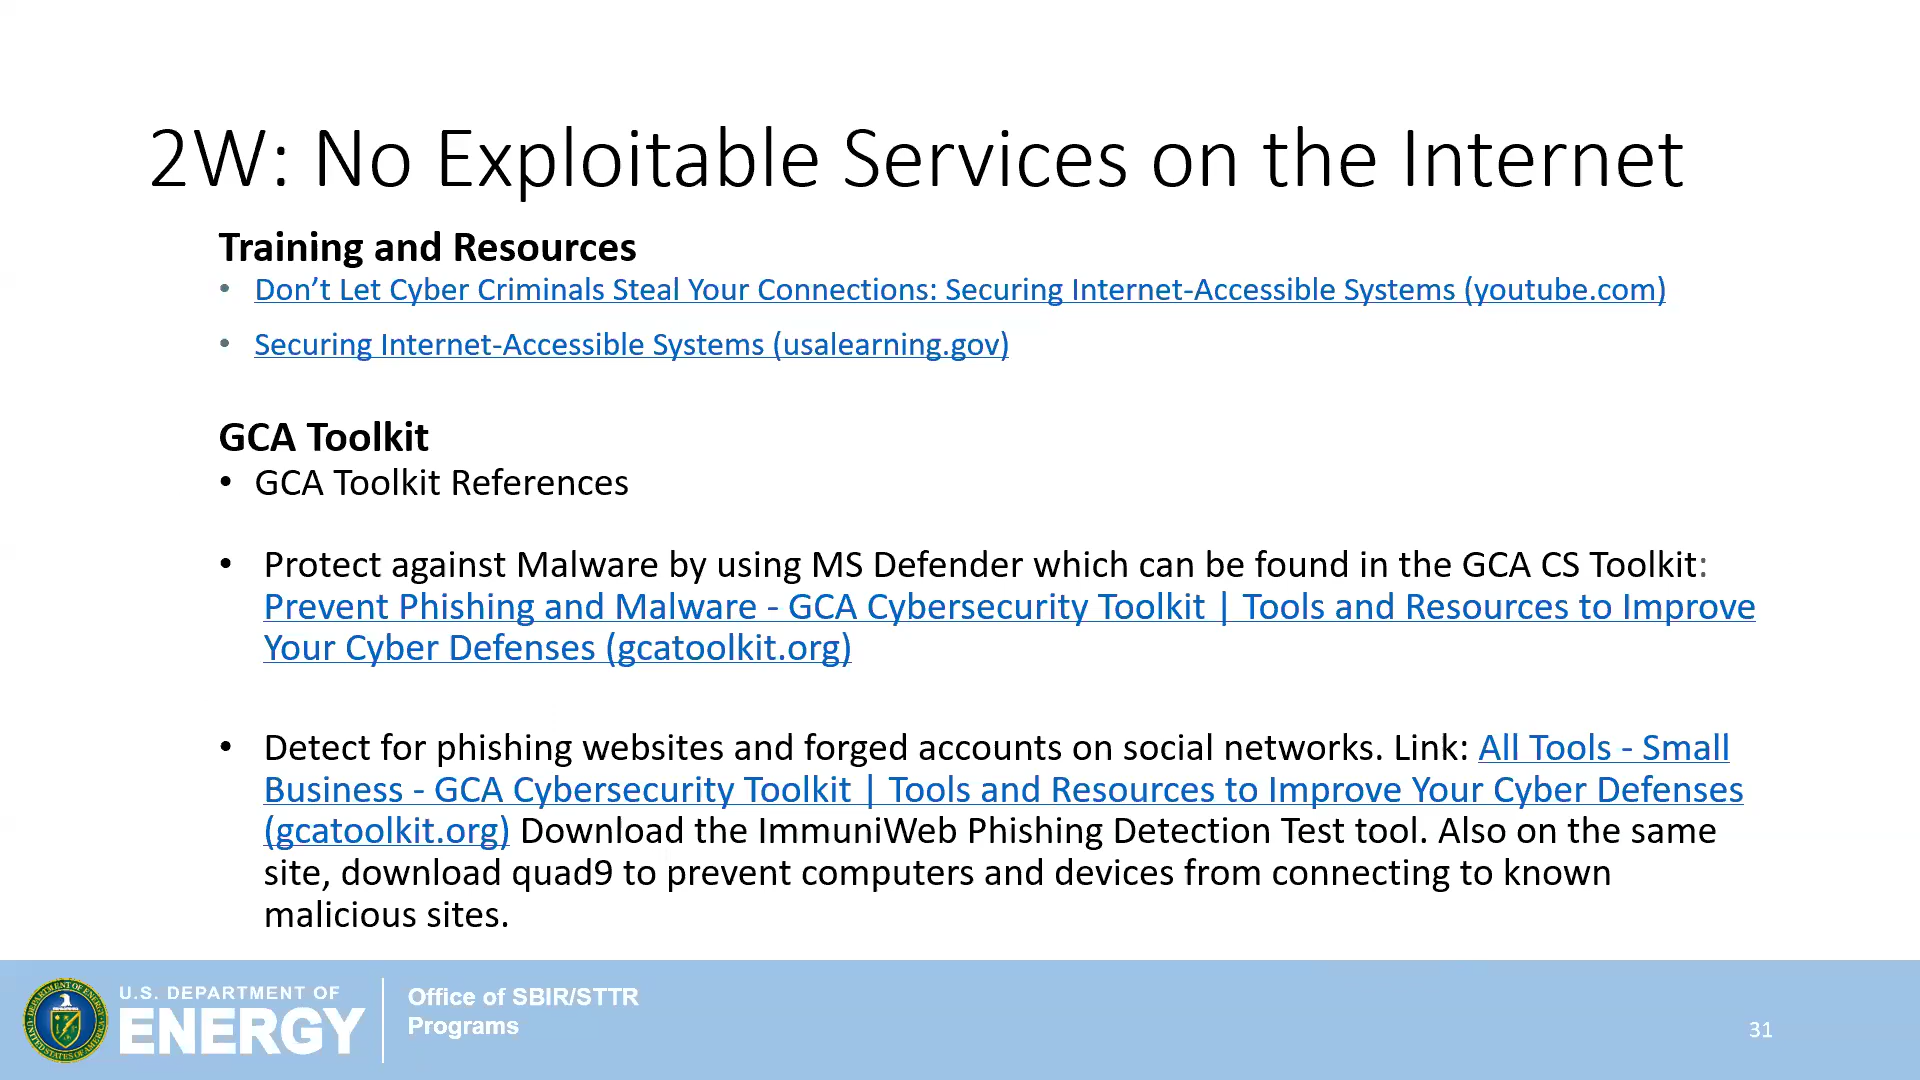 2W: No Exploitable Services on the Internet
Training and Resources
• Don’t Let Cyber Criminals Steal Your Connections: Securing Internet-Accessible Systems (youtube.com)
• Securing Internet-Accessible Systems (usalearning.gov)
GCA Toolkit
• GCA Toolkit References
• Protect against Malware by using MS Defender which can be found in the GCA CS Toolkit:
Prevent Phishing and Malware - GCA Cybersecurity Toolkit | Tools and Resources to Improve
Your Cyber Defenses (gcatoolkit.org)
• Detect for phishing websites and forged accounts on social networks. Link: All Tools - Small
Business - GCA Cybersecurity Toolkit | Tools and Resources to Improve Your Cyber Defenses
(gcatoolkit.org) Download the ImmuniWeb Phishing Detection Test tool. Also on the same
site, download quad9 to prevent computers and devices from connecting to known
malicious sites.
U.S. DEPARTMENT OF
ENERGY
Office of SBIR/STTR
Programs
31